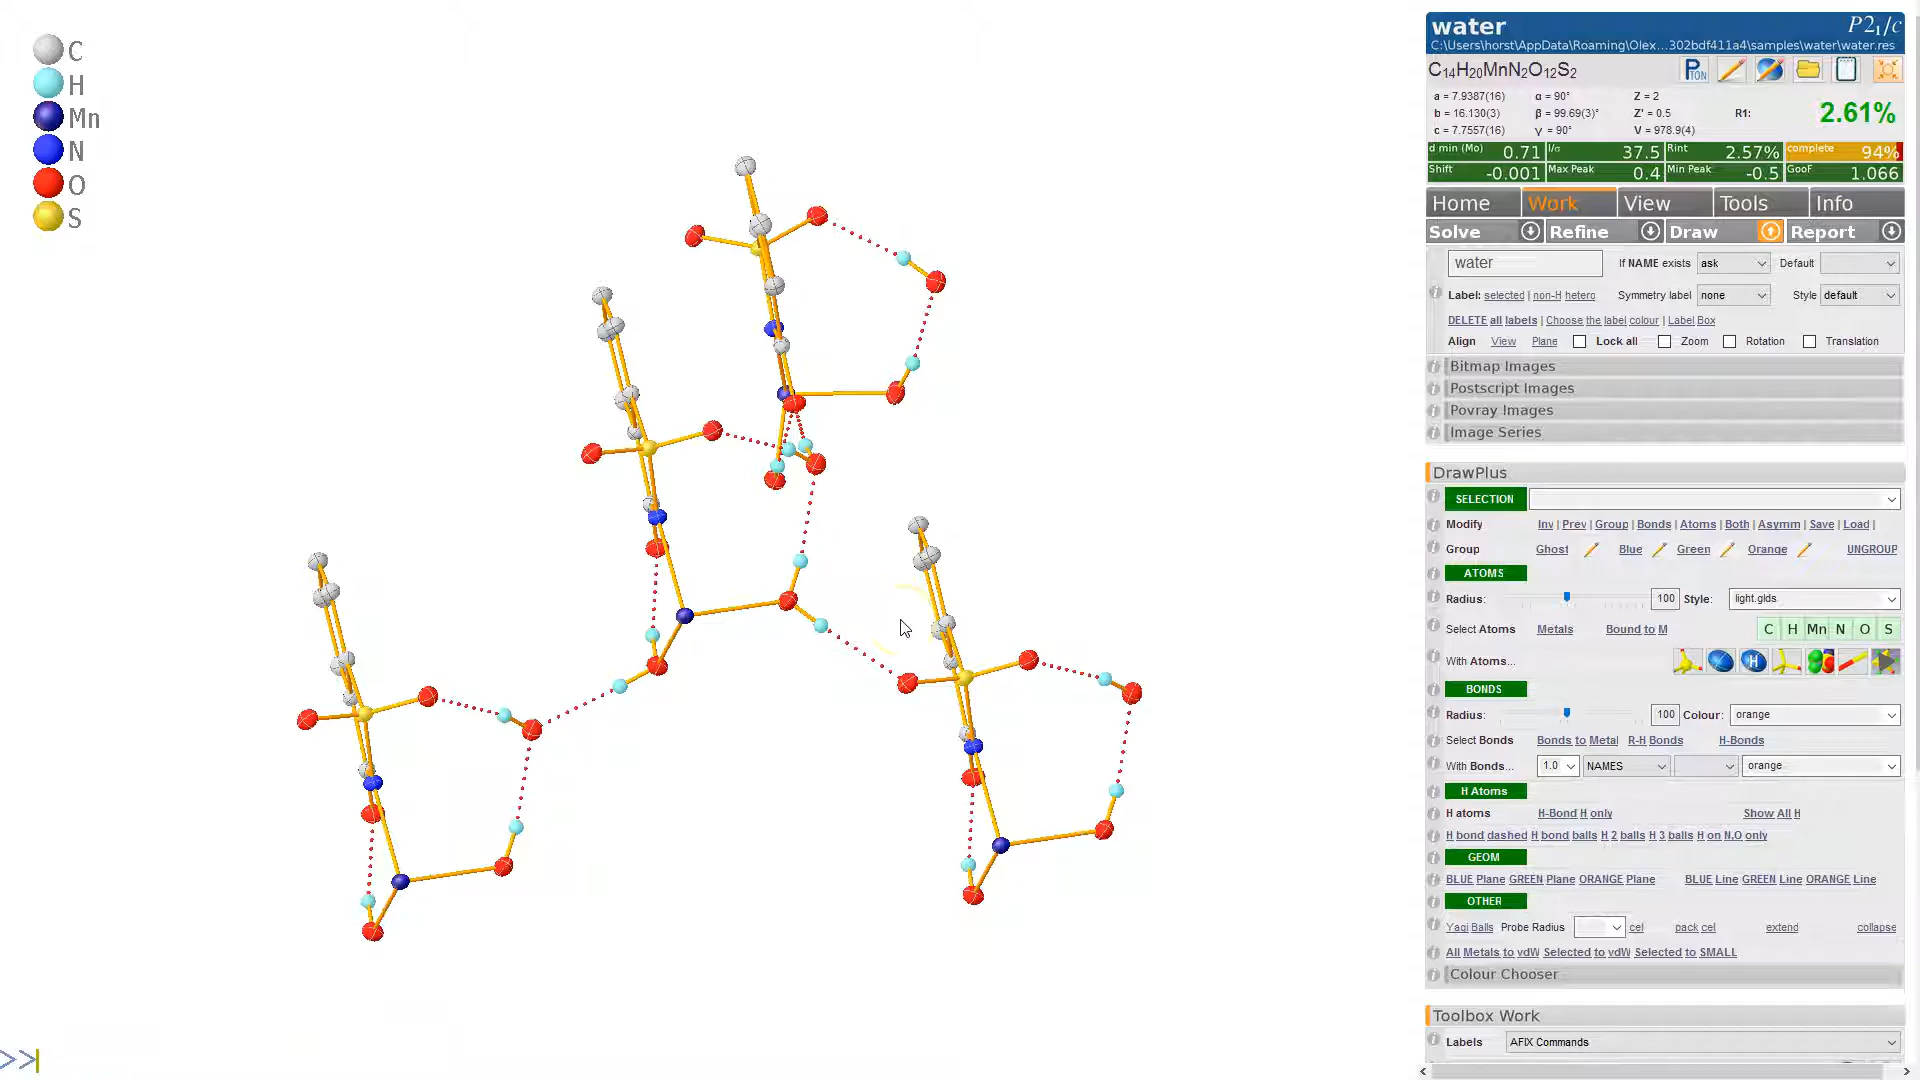 C
H
Mn
N
O
S
>>
water P2₁/c
C:\Users\horst\AppData\Roaming\Olex...302bdf411a4\samples\water\water.res
C₁₄H₂₀MnN₂O₁₂S₂
a = 7.9387(16) α = 90° Z = 2
b = 16.130(3) β = 99.69(3)° Z' = 0.5 R1: 2.61%
c = 7.7557(16) γ = 90° V = 978.9(4)
d min (Mo) 0.71 I/σ 37.5 Rint 2.57% complete 94%
Shift -0.001 Max Peak 0.4 Min Peak -0.5 GooF 1.066
Home Work View Tools Info
Solve Refine Draw Report
water If NAME exists ask Default
Label: selected | non-H hetero Symmetry label none Style default
DELETE all labels | Choose the label colour | Label Box
Align View Plane Lock all Zoom Rotation Translation
Bitmap Images
Postscript Images
Povray Images
Image Series
DrawPlus
SELECTION
Modify Inv | Prev | Group | Bonds | Atoms | Both | Asymm | Save | Load |
Group Ghost Blue Green Orange UNGROUP
ATOMS
Radius: 100 Style: light.glds
Select Atoms Metals Bound to M C H Mn N O S
With Atoms...
BONDS
Radius: 100 Colour: orange
Select Bonds Bonds to Metal R-H Bonds H-Bonds
With Bonds... 1.0 NAMES orange
H Atoms
H atoms H-Bond H only Show All H
H bond dashed H bond balls H 2 balls H 3 balls H on N,O only
GEOM
BLUE Plane GREEN Plane ORANGE Plane BLUE Line GREEN Line ORANGE Line
OTHER
Yaqi Balls Probe Radius cel pack cel extend collapse
All Metals to vdW Selected to vdW Selected to SMALL
Colour Chooser
Toolbox Work
Labels AFIX Commands